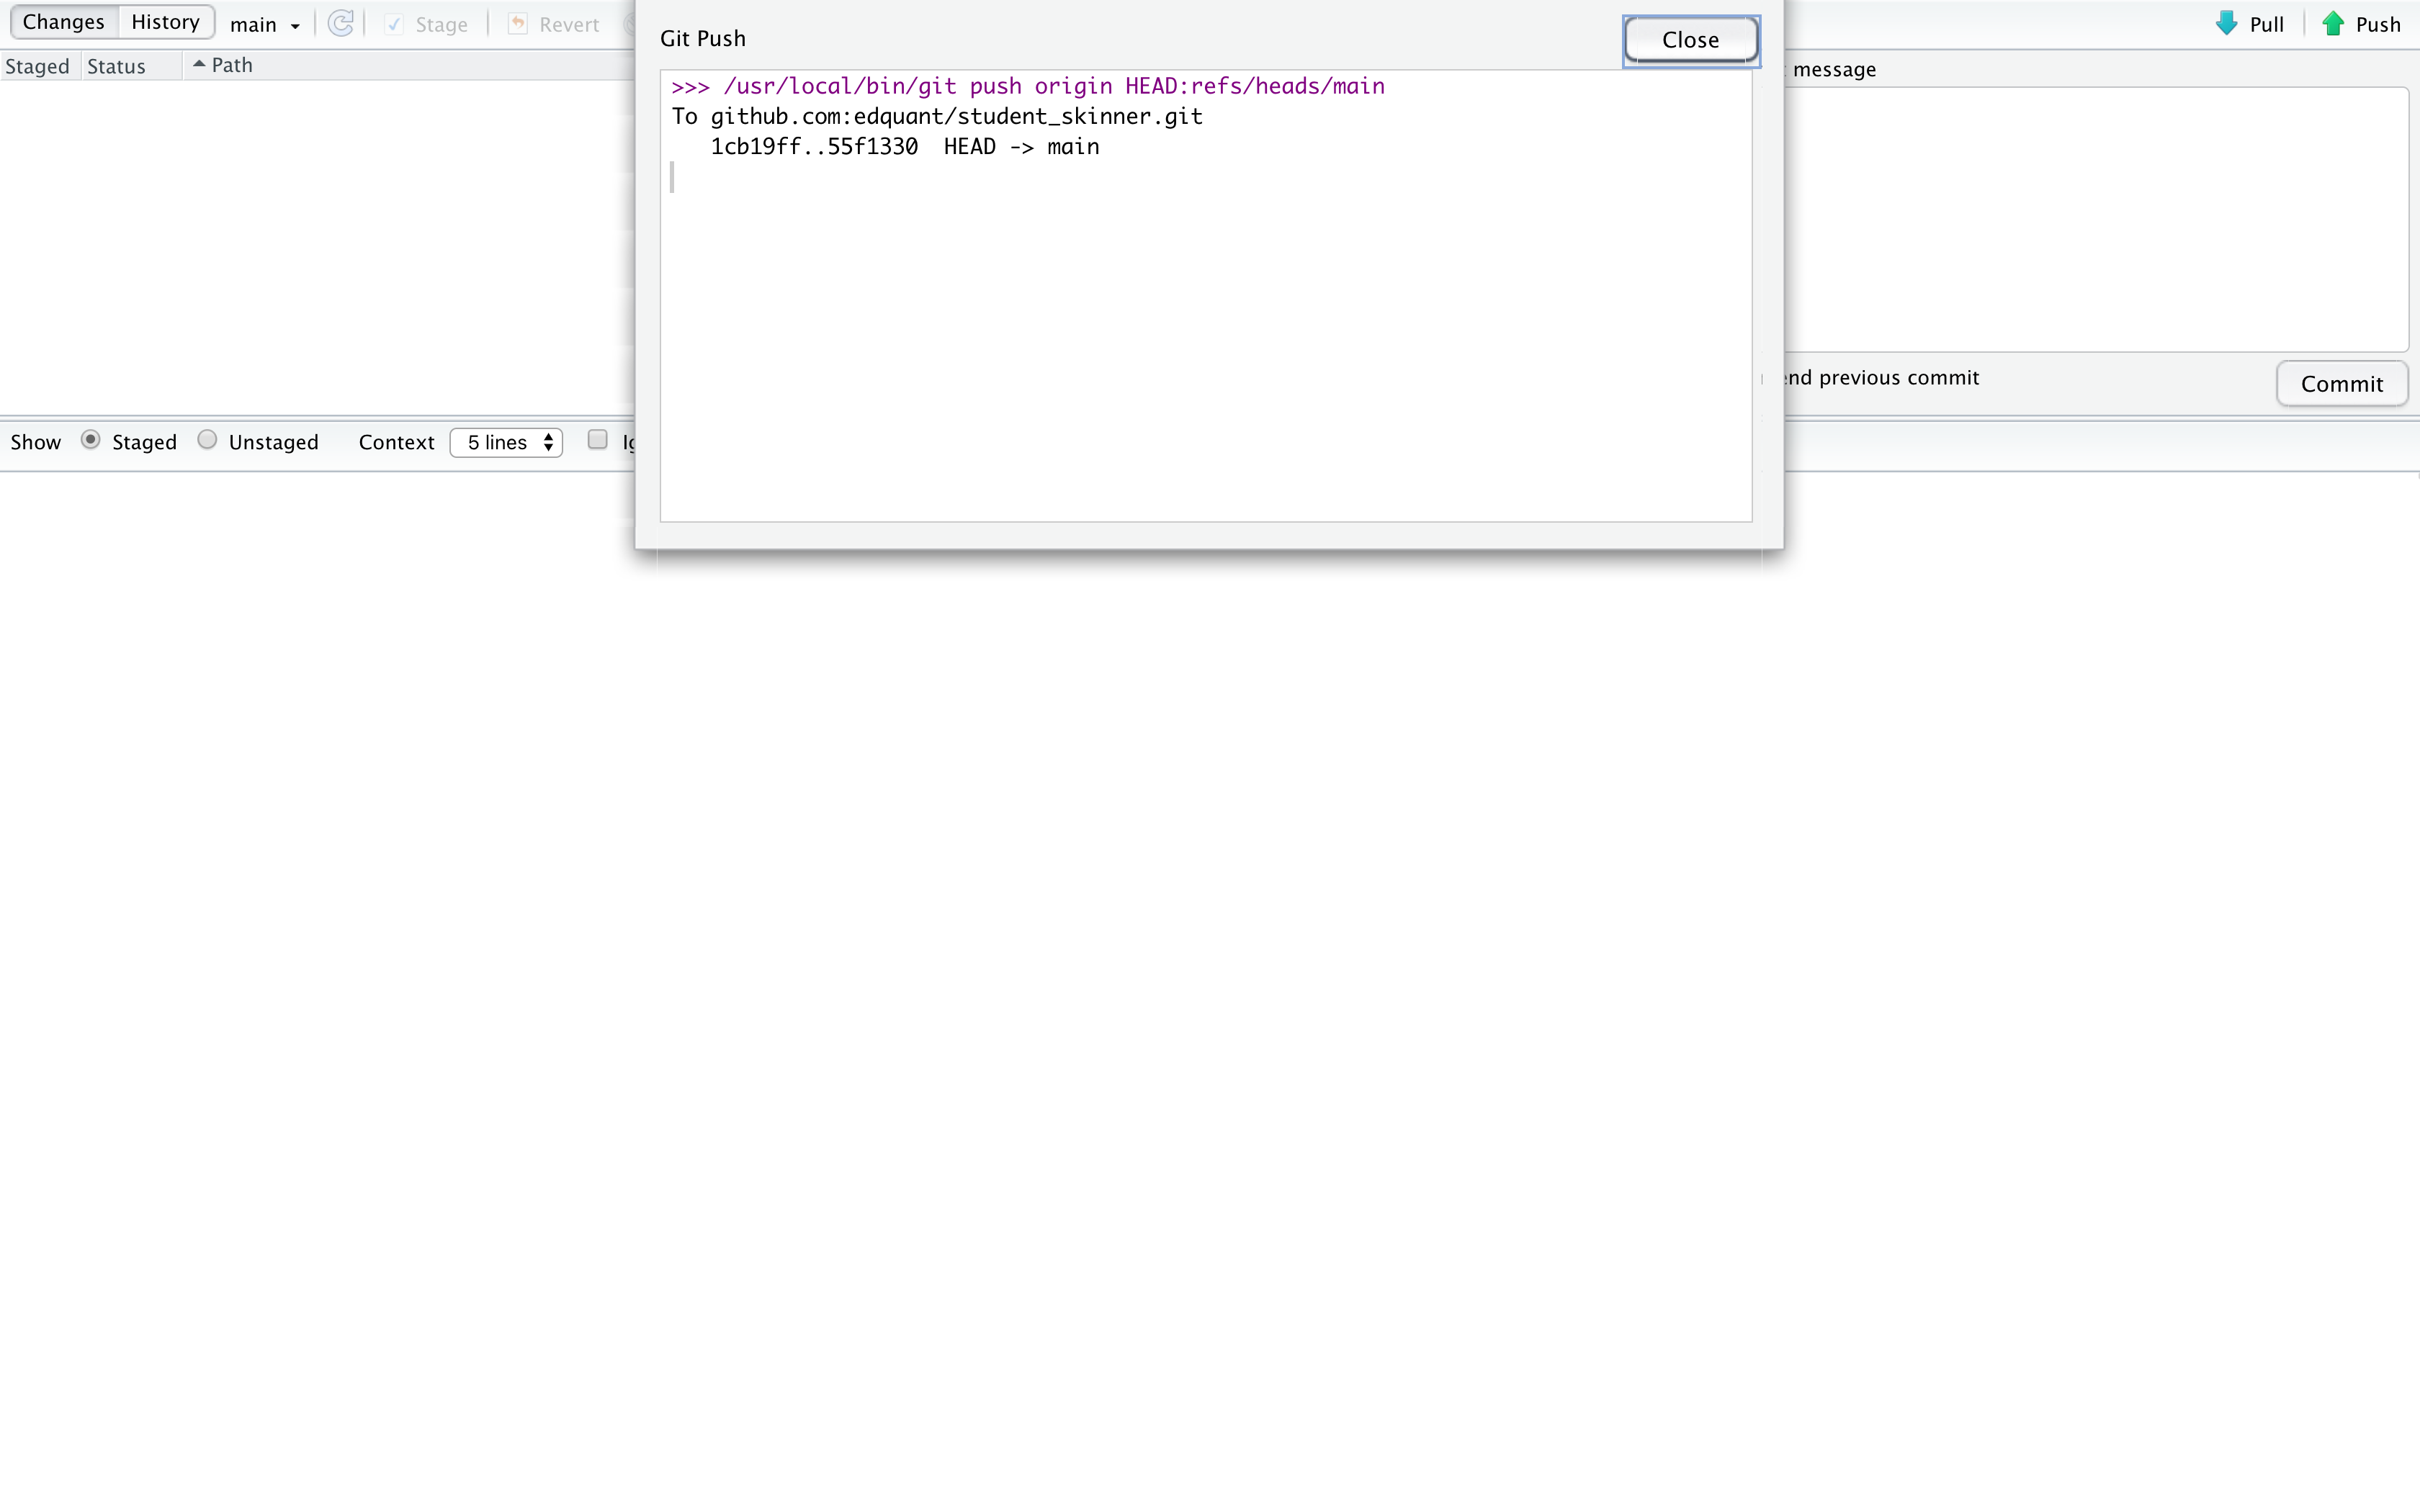 Changes History main Stage Revert
Pull Push
Staged Status Path
message
Git Push
Close
>>> /usr/local/bin/git push origin HEAD:refs/heads/main
To github.com:edquant/student_skinner.git
1cb19ff..55f1330 HEAD -> main
previous commit
Commit
Show Staged Unstaged Context 5 lines